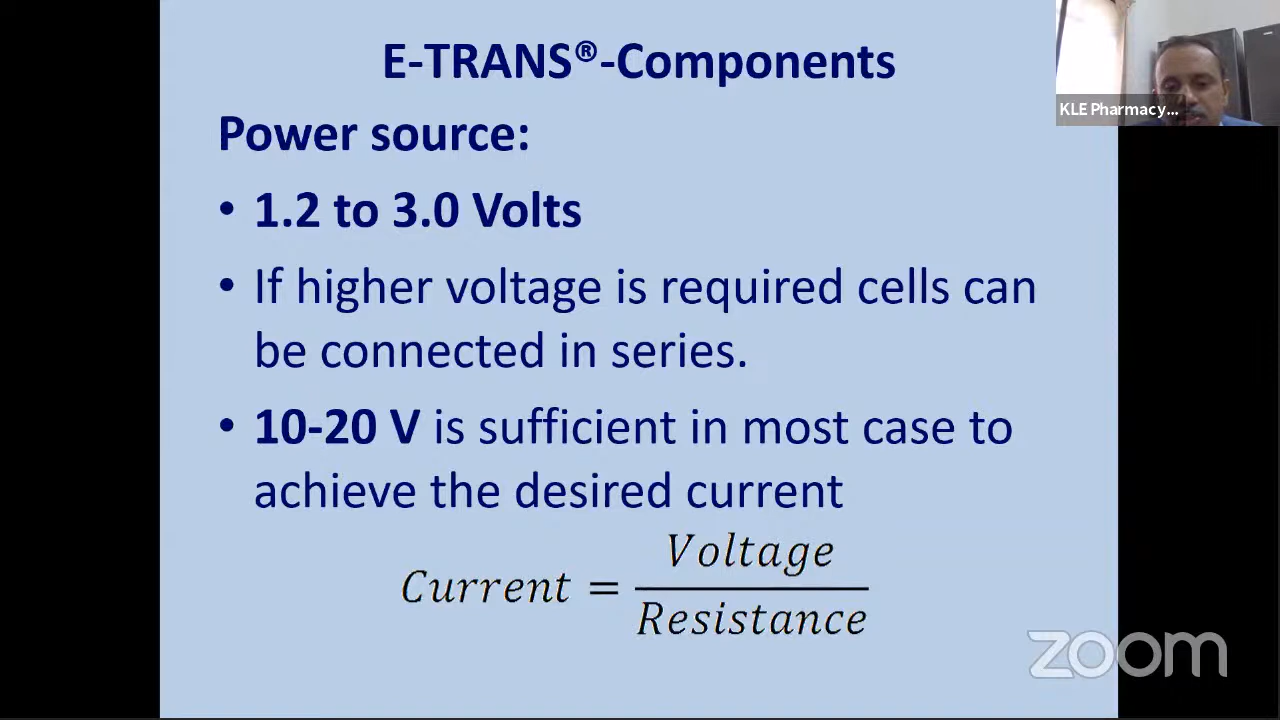 E-TRANS®-Components
Power source:
• 1.2 to 3.0 Volts
• If higher voltage is required cells can
be connected in series.
• 10-20 V is sufficient in most case to
achieve the desired current
Current = Voltage / Resistance
KLE Pharmacy...
zoom